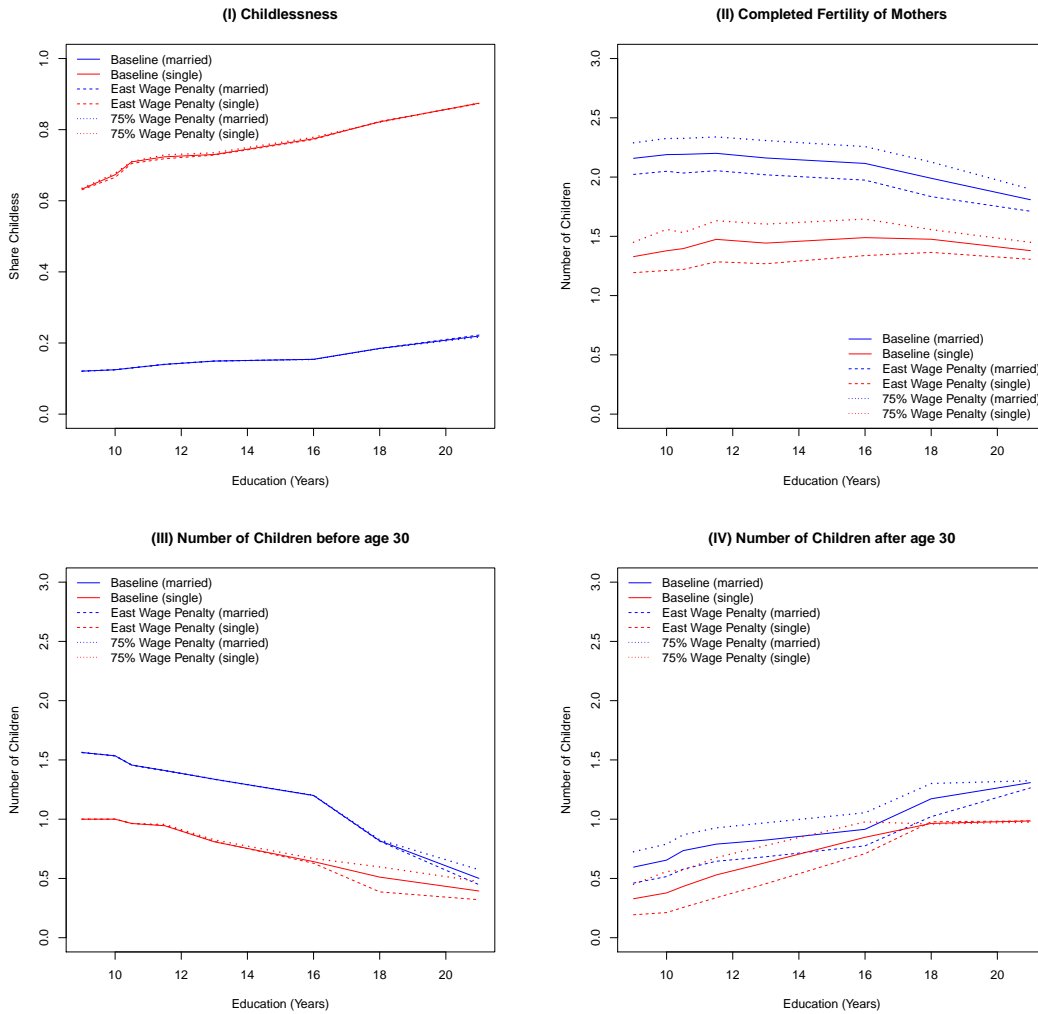 (I) Childlessness
Share Childless
1.0
0.8
0.6
0.4
0.2
0.0
Baseline (married)
Baseline (single)
East Wage Penalty (married)
East Wage Penalty (single)
75% Wage Penalty (married)
75% Wage Penalty (single)
10 12 14 16 18 20
Education (Years)
(II) Completed Fertility of Mothers
Number of Children
3.0
2.5
2.0
1.5
1.0
0.5
0.0
Baseline (married)
Baseline (single)
East Wage Penalty (married)
East Wage Penalty (single)
75% Wage Penalty (married)
75% Wage Penalty (single)
10 12 14 16 18 20
Education (Years)
(III) Number of Children before age 30
Number of Children
3.0
2.5
2.0
1.5
1.0
0.5
0.0
Baseline (married)
Baseline (single)
East Wage Penalty (married)
East Wage Penalty (single)
75% Wage Penalty (married)
75% Wage Penalty (single)
10 12 14 16 18 20
Education (Years)
(IV) Number of Children after age 30
Number of Children
3.0
2.5
2.0
1.5
1.0
0.5
0.0
Baseline (married)
Baseline (single)
East Wage Penalty (married)
East Wage Penalty (single)
75% Wage Penalty (married)
75% Wage Penalty (single)
10 12 14 16 18 20
Education (Years)